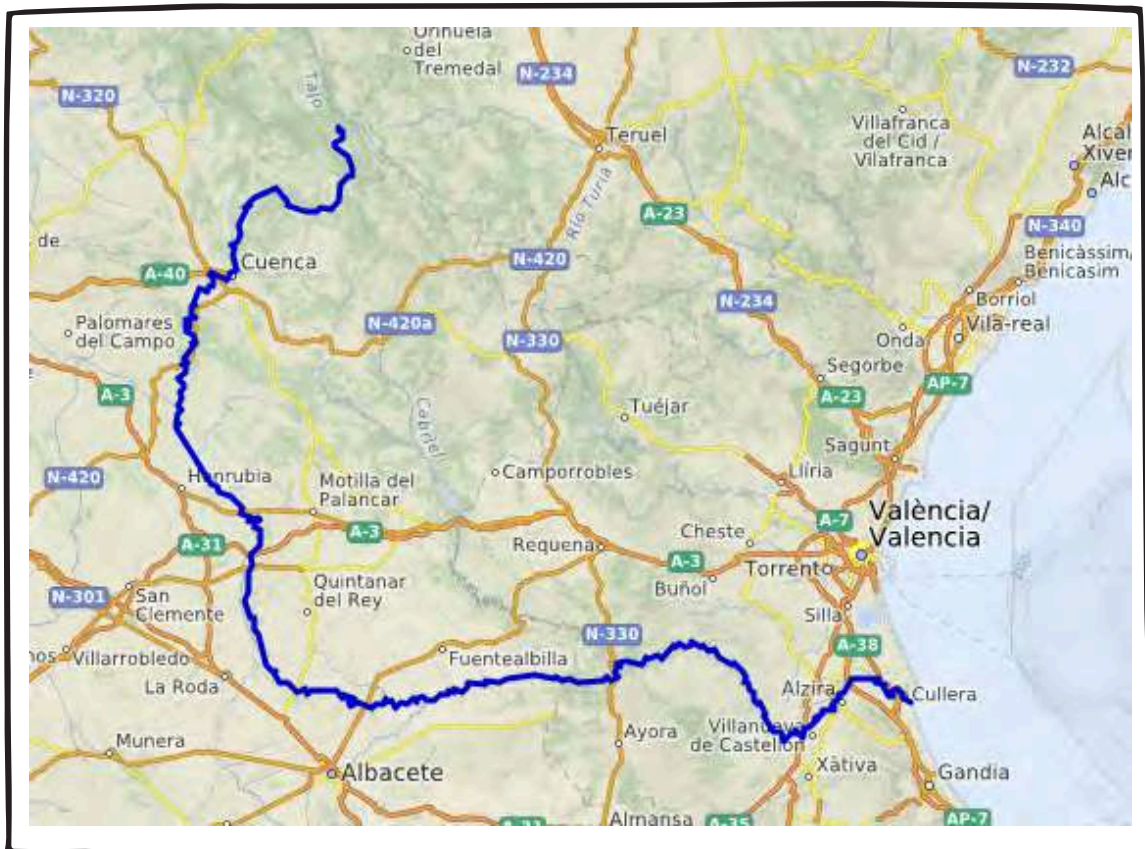 Orihuela
del
Tremedal
N-234
N-232
N-320
Tajo
Teruel
Villafranca
del Cid /
Vilafranca
Alcal
Xiver
Alc
Río Turia
A-23
N-340
de
Cuenca
A-40
N-420
Benicàssim/
Benicasim
N-234
Borriol
Palomares
del Campo
N-420a
N-330
Onda
Vila-real
Segorbe
A-3
AP-7
A-23
Cabriel
Tuéjar
Sagunt
N-420
Honrubia
Motilla del
Palancar
Camporrobles
Llíria
A-7
València/
Valencia
A-31
A-3
Requena
Cheste
A-3
Torrento
Buñol
N-301
San
Clemente
Quintanar
del Rey
Silla
N-330
A-38
nos
Villarrobledo
Fuentealbilla
La Roda
Alzira
Cullera
Munera
Ayora
Villanueva
de Castellón
Albacete
Xàtiva
Gandia
Almansa
A-35
AP-7